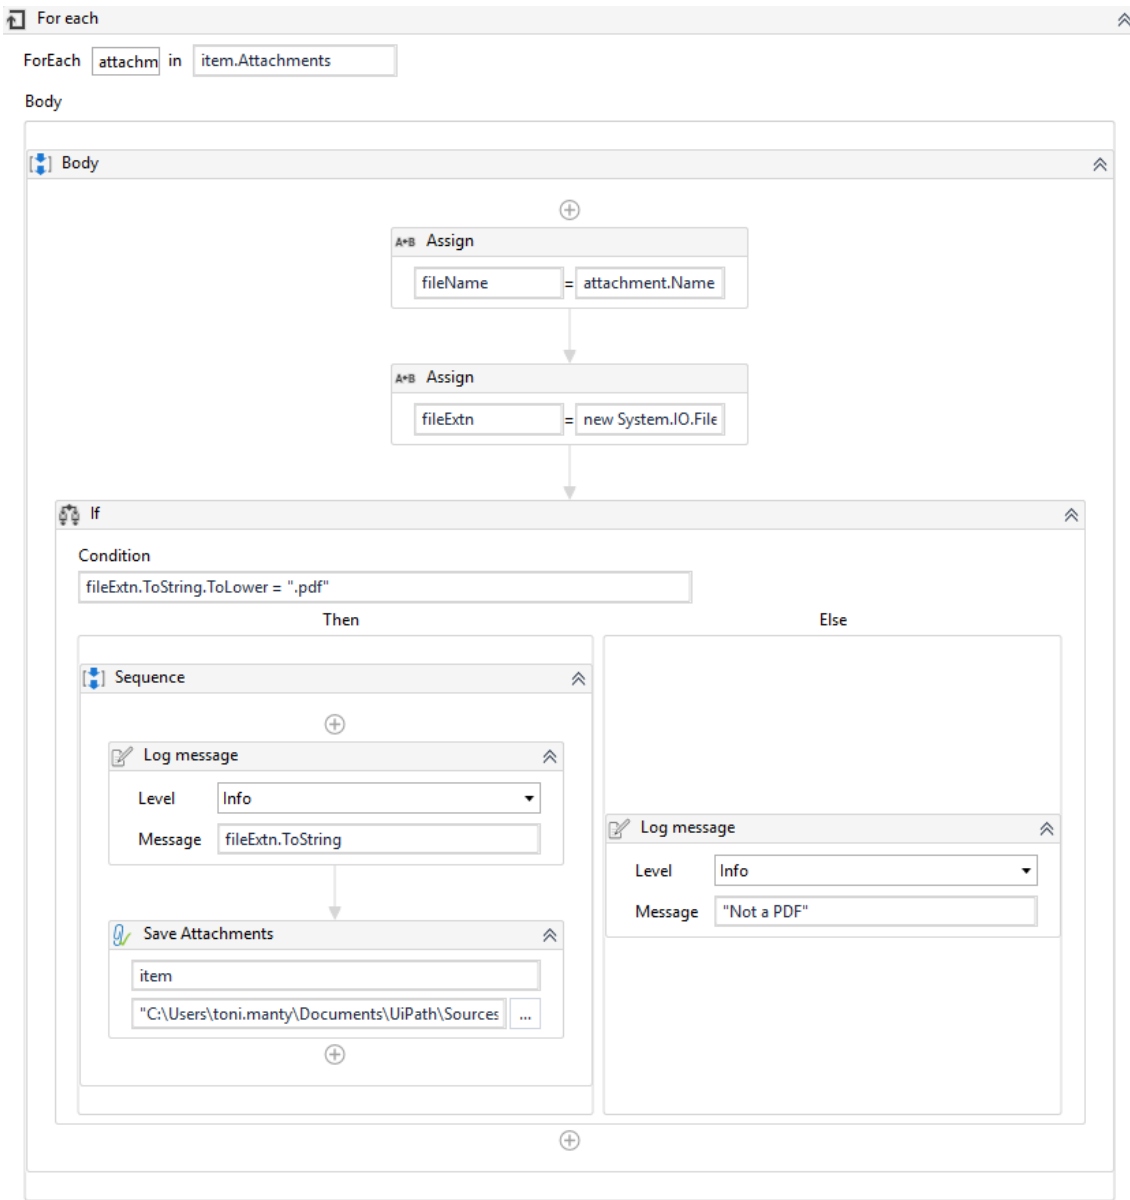 For each
ForEach attachm in item.Attachments
Body
Body
A+B Assign
fileName = attachment.Name
A+B Assign
fileExtn = new System.IO.File
If
Condition
fileExtn.ToString.ToLower = ".pdf"
Then Else
Sequence
Log message
Level Info
Message fileExtn.ToString
Save Attachments
item
"C:\Users\toni.manty\Documents\UiPath\Sources ...
Log message
Level Info
Message "Not a PDF"